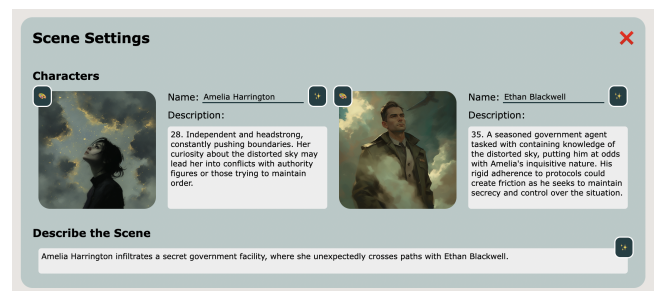 Scene Settings
Characters
Name: Amelia Harrington
Description:
28. Independent and headstrong,
constantly pushing boundaries. Her
curiosity about the distorted sky may
lead her into conflicts with authority
figures or those trying to maintain
order.
Name: Ethan Blackwell
Description:
35. A seasoned government agent
tasked with containing knowledge of
the distorted sky, putting him at odds
with Amelia's inquisitive nature. His
rigid adherence to protocols could
create friction as he seeks to maintain
secrecy and control over the situation.
Describe the Scene
Amelia Harrington infiltrates a secret government facility, where she unexpectedly crosses paths with Ethan Blackwell.